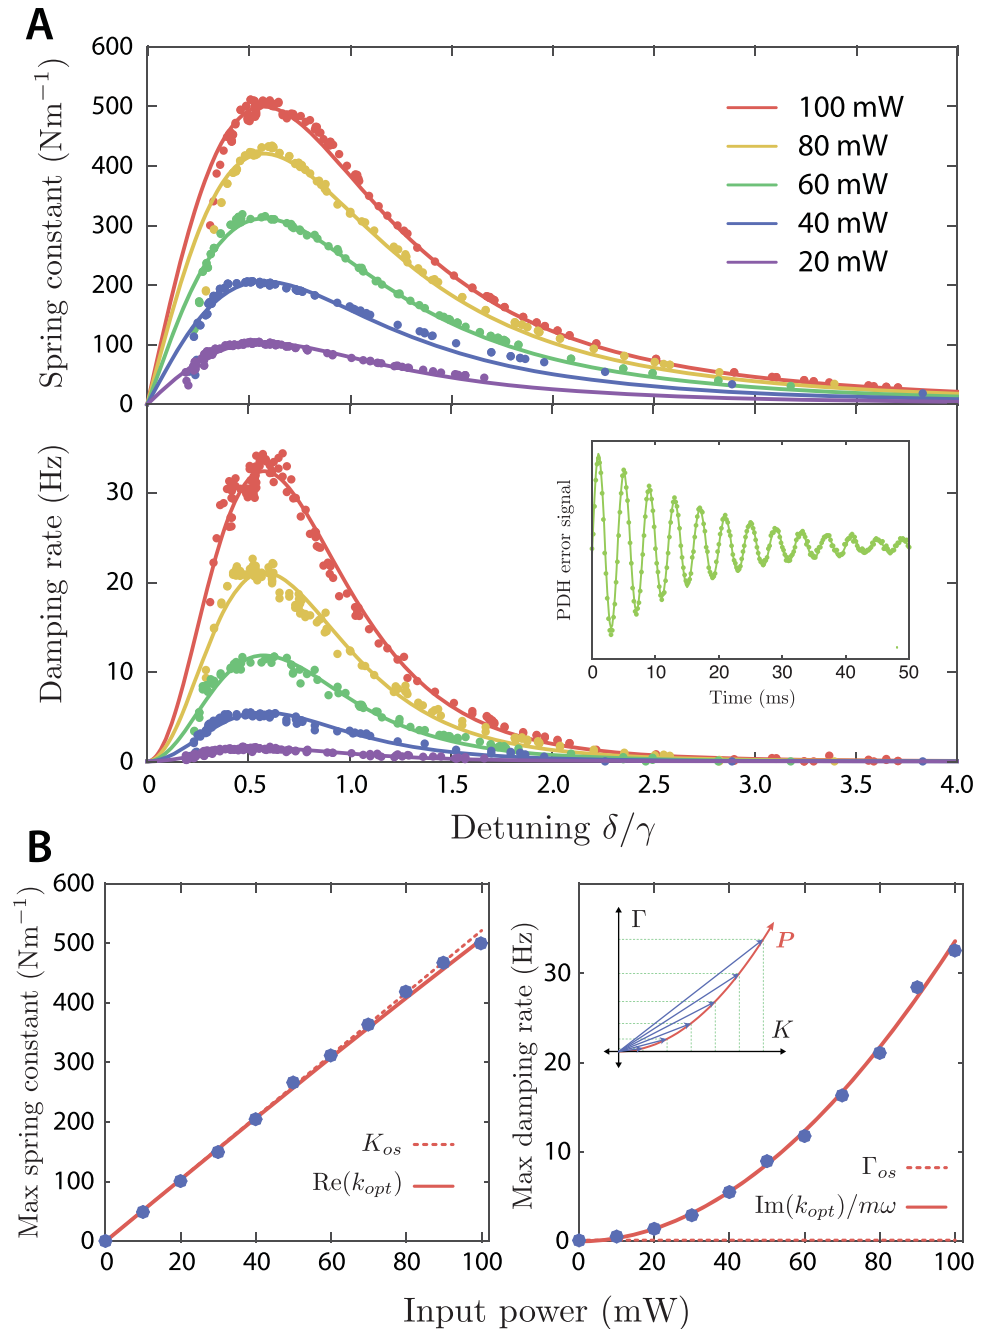 A
600
500
400
300
200
100
0
Spring constant (Nm⁻¹)
100 mW
80 mW
60 mW
40 mW
20 mW
30
20
10
0
Damping rate (Hz)
PDH error signal
0 10 20 30 40 50
Time (ms)
0 0.5 1.0 1.5 2.0 2.5 3.0 3.5 4.0
Detuning δ/γ
B
600
500
400
300
200
100
0
Max spring constant (Nm⁻¹)
K_os
Re(k_opt)
0 20 40 60 80 100
30
20
10
0
Max damping rate (Hz)
Γ
P
K
Γ_os
Im(k_opt)/mω
0 20 40 60 80 100
Input power (mW)